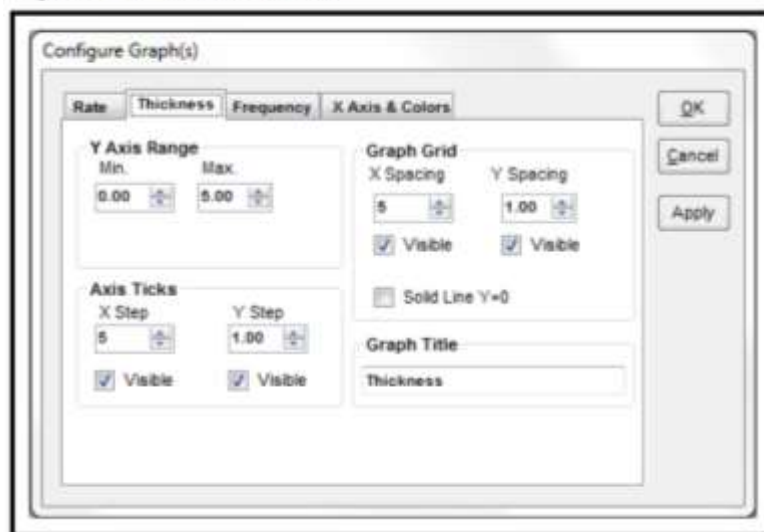 Configure Graph(s)
Rate Thickness Frequency X Axis & Colors
OK
Cancel
Apply
Y Axis Range
Min. Max.
0.00 5.00
Graph Grid
X Spacing Y Spacing
5 1.00
Visible Visible
Solid Line Y=0
Axis Ticks
X Step Y Step
5 1.00
Visible Visible
Graph Title
Thickness